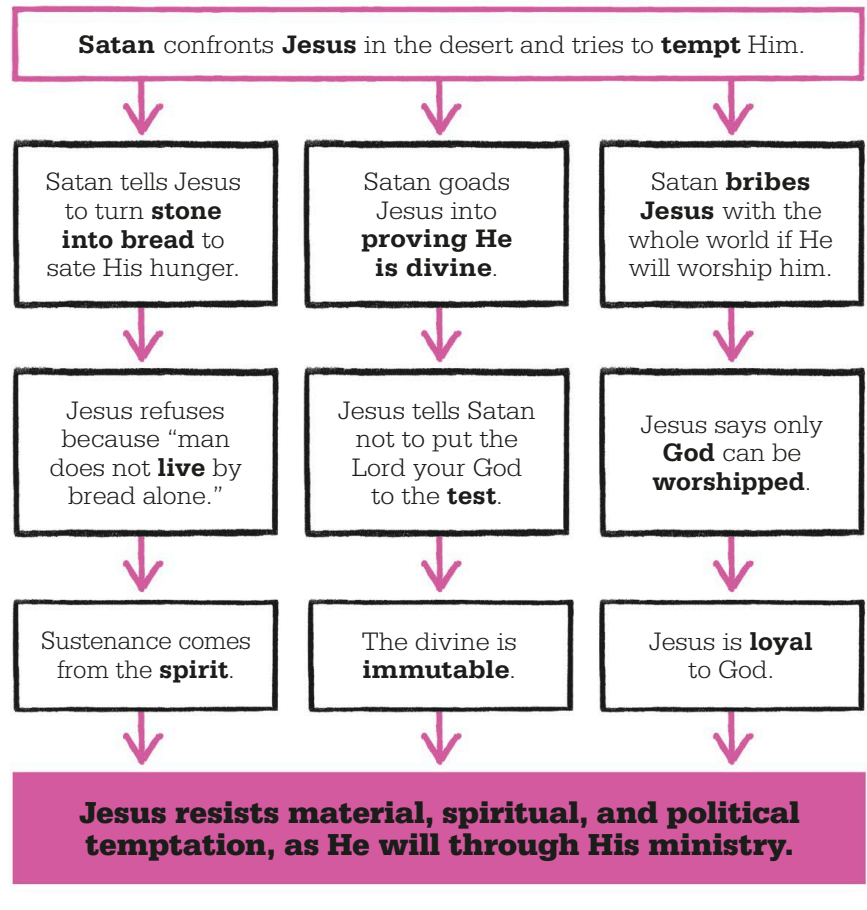 Satan confronts Jesus in the desert and tries to tempt Him.
Satan tells Jesus
to turn stone
into bread to
sate His hunger.
Satan goads
Jesus into
proving He
is divine.
Satan bribes
Jesus with the
whole world if He
will worship him.
Jesus refuses
because “man
does not live by
bread alone.”
Jesus tells Satan
not to put the
Lord your God
to the test.
Jesus says only
God can be
worshipped.
Sustenance comes
from the spirit.
The divine is
immutable.
Jesus is loyal
to God.
Jesus resists material, spiritual, and political
temptation, as He will through His ministry.